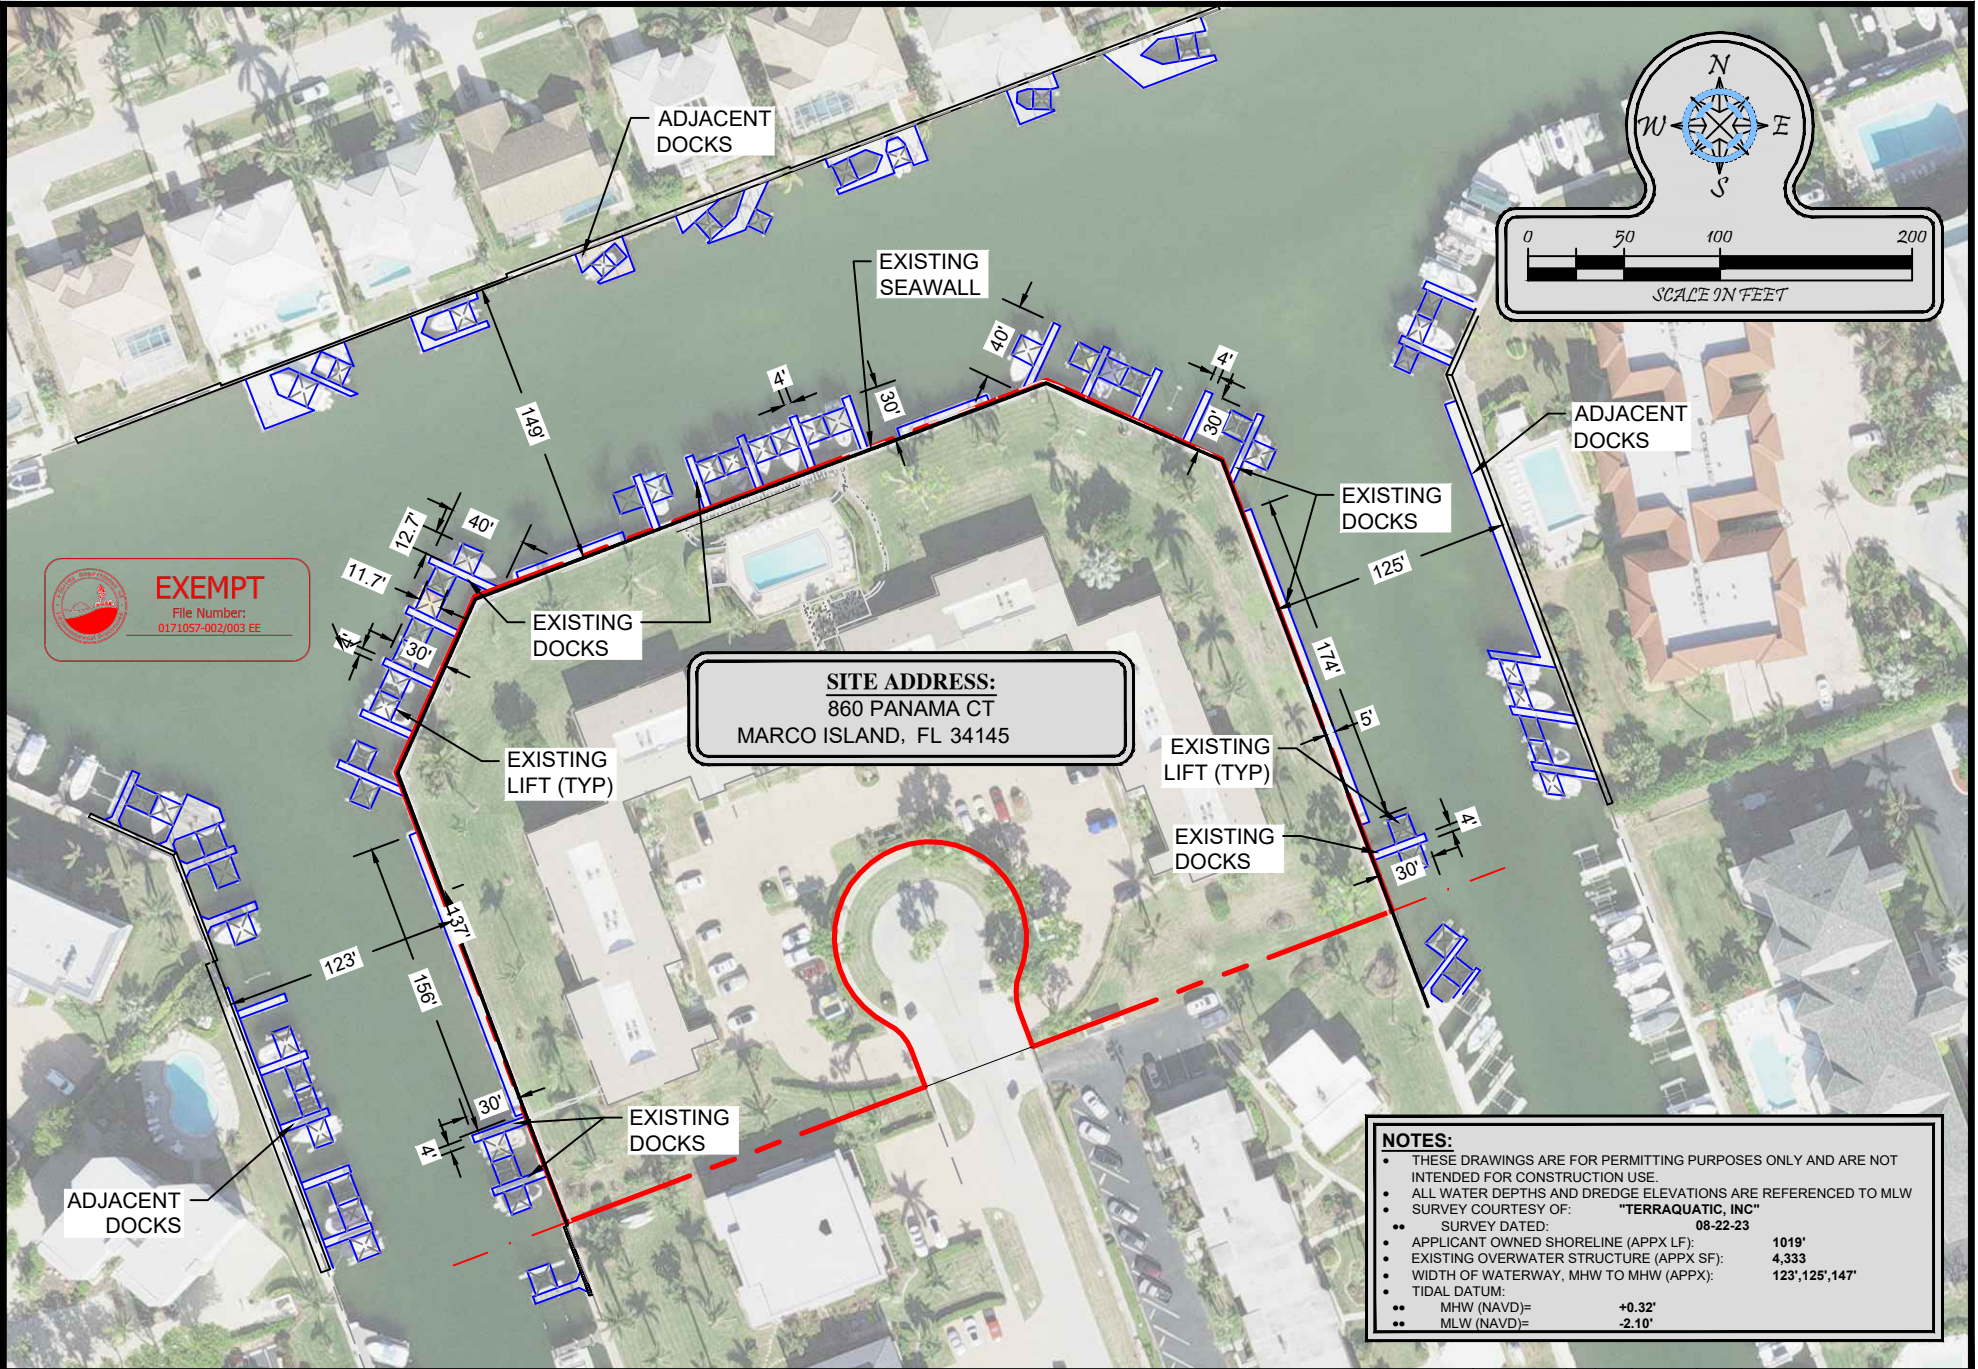 ADJACENT
DOCKS
N
W
E
S
0
50
100
200
SCALE IN FEET
EXISTING
SEAWALL
40'
4'
4'
30'
30'
149'
ADJACENT
DOCKS
EXISTING
DOCKS
125'
12.7'
40'
11.7'
4'
30'
EXEMPT
File Number:
0171057-002/003 EE
EXISTING
DOCKS
SITE ADDRESS:
860 PANAMA CT
MARCO ISLAND, FL 34145
174'
5'
EXISTING
LIFT (TYP)
EXISTING
LIFT (TYP)
EXISTING
DOCKS
4'
30'
137'
123'
156'
30'
4'
EXISTING
DOCKS
ADJACENT
DOCKS
NOTES:
• THESE DRAWINGS ARE FOR PERMITTING PURPOSES ONLY AND ARE NOT
INTENDED FOR CONSTRUCTION USE.
• ALL WATER DEPTHS AND DREDGE ELEVATIONS ARE REFERENCED TO MLW
• SURVEY COURTESY OF: "TERRAQUATIC, INC"
•• SURVEY DATED: 08-22-23
• APPLICANT OWNED SHORELINE (APPX LF): 1019'
• EXISTING OVERWATER STRUCTURE (APPX SF): 4,333
• WIDTH OF WATERWAY, MHW TO MHW (APPX): 123',125',147'
• TIDAL DATUM:
•• MHW (NAVD)= +0.32'
•• MLW (NAVD)= -2.10'